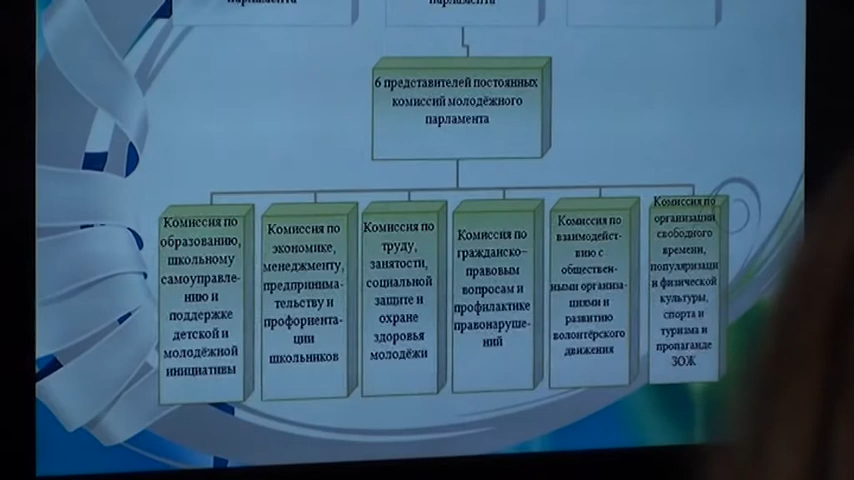 парламента
парламента
6 представителей постоянных
комиссий молодёжного
парламента
Комиссия по
образованию,
школьному
самоуправле-
нию и
поддержке
детской и
молодёжной
инициативы
Комиссия по
экономике,
менеджменту,
предпринима-
тельству и
профориента-
ции
школьников
Комиссия по
труду,
занятости,
социальной
защите и
охране
здоровья
молодёжи
Комиссия по
гражданско-
правовым
вопросам и
профилактике
правонаруше-
ний
Комиссия по
взаимодейст-
вию с
обществен-
ными организа-
циями и
развитию
волонтёрского
движения
Комиссия по
организации
свободного
времени,
популяризаци
и физической
культуры,
спорта и
туризма и
пропаганде
ЗОЖ